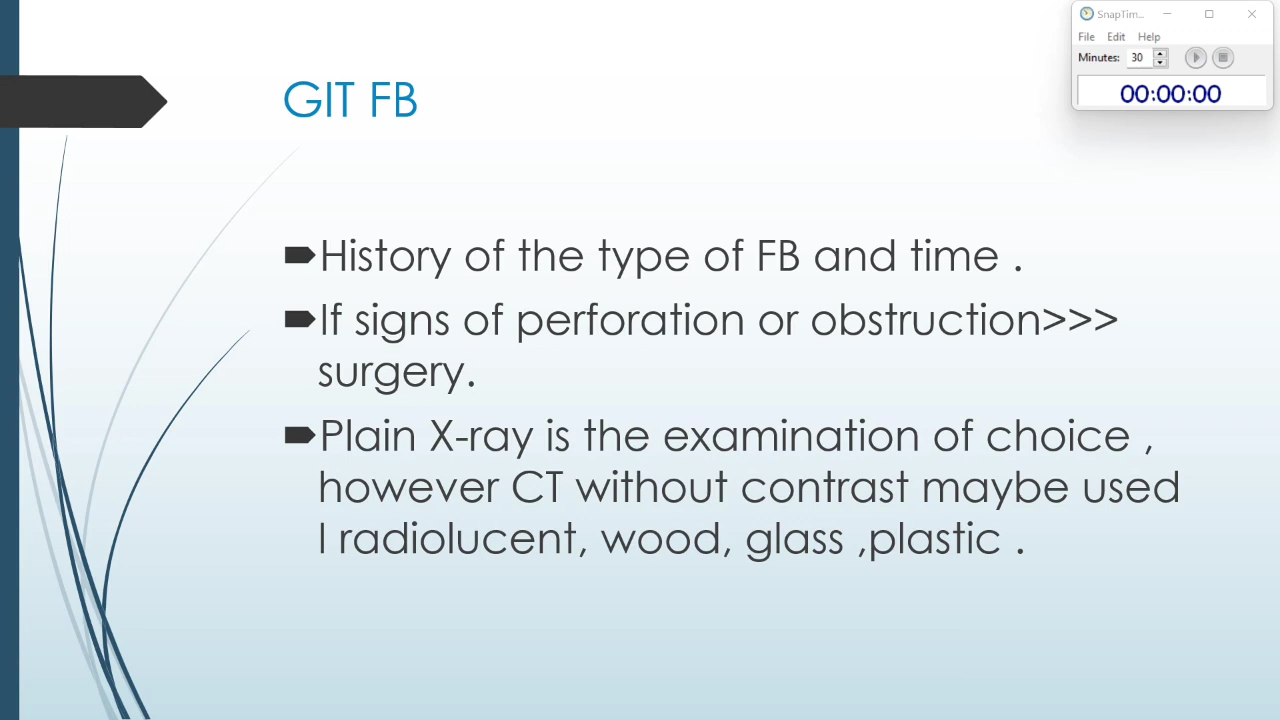 SnapTim...
File Edit Help
Minutes: 30
00:00:00
GIT FB
History of the type of FB and time .
If signs of perforation or obstruction>>>
surgery.
Plain X-ray is the examination of choice ,
however CT without contrast maybe used
I radiolucent, wood, glass ,plastic .